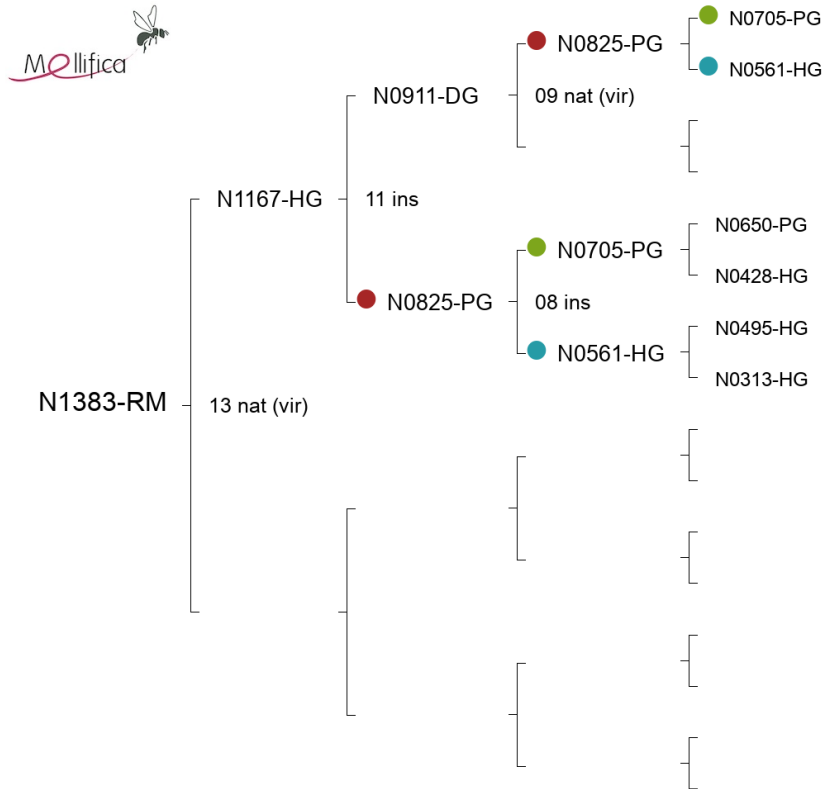 Mellifica
N0705-PG
N0825-PG
N0561-HG
N0911-DG
09 nat (vir)
N1167-HG
11 ins
N0650-PG
N0705-PG
N0428-HG
N0825-PG
08 ins
N0495-HG
N0561-HG
N0313-HG
N1383-RM
13 nat (vir)